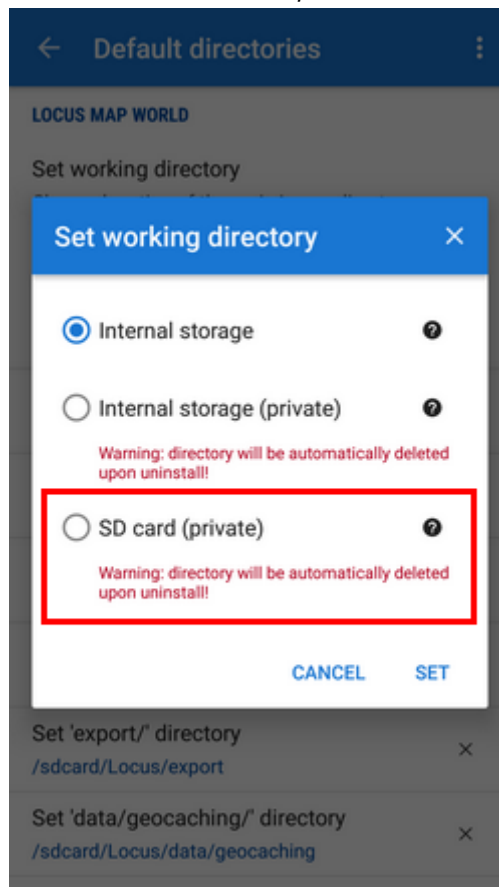 Default directories
LOCUS MAP WORLD
Set working directory
Set working directory
Internal storage
Internal storage (private)
Warning: directory will be automatically deleted
upon uninstall!
SD card (private)
Warning: directory will be automatically deleted
upon uninstall!
CANCEL SET
Set 'export/' directory
/sdcard/Locus/export
Set 'data/geocaching/' directory
/sdcard/Locus/data/geocaching